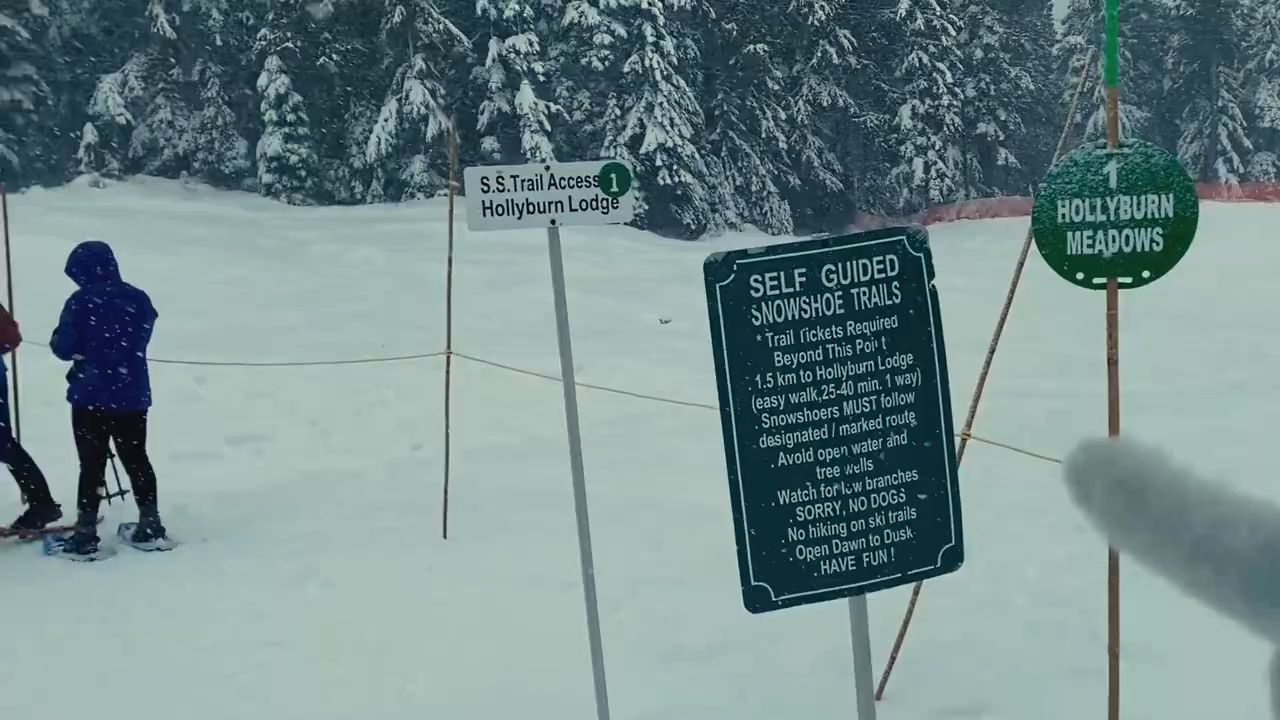 S.S.Trail Access 1
Hollyburn Lodge
SELF GUIDED
SNOWSHOE TRAILS
* Trail Tickets Required
Beyond This Point
. 1.5 km to Hollyburn Lodge
(easy walk,25-40 min. 1 way)
. Snowshoers MUST follow
designated / marked route
. Avoid open water and
tree wells
. Watch for low branches
. SORRY, NO DOGS
. No hiking on ski trails
. Open Dawn to Dusk
. HAVE FUN !
1
HOLLYBURN
MEADOWS